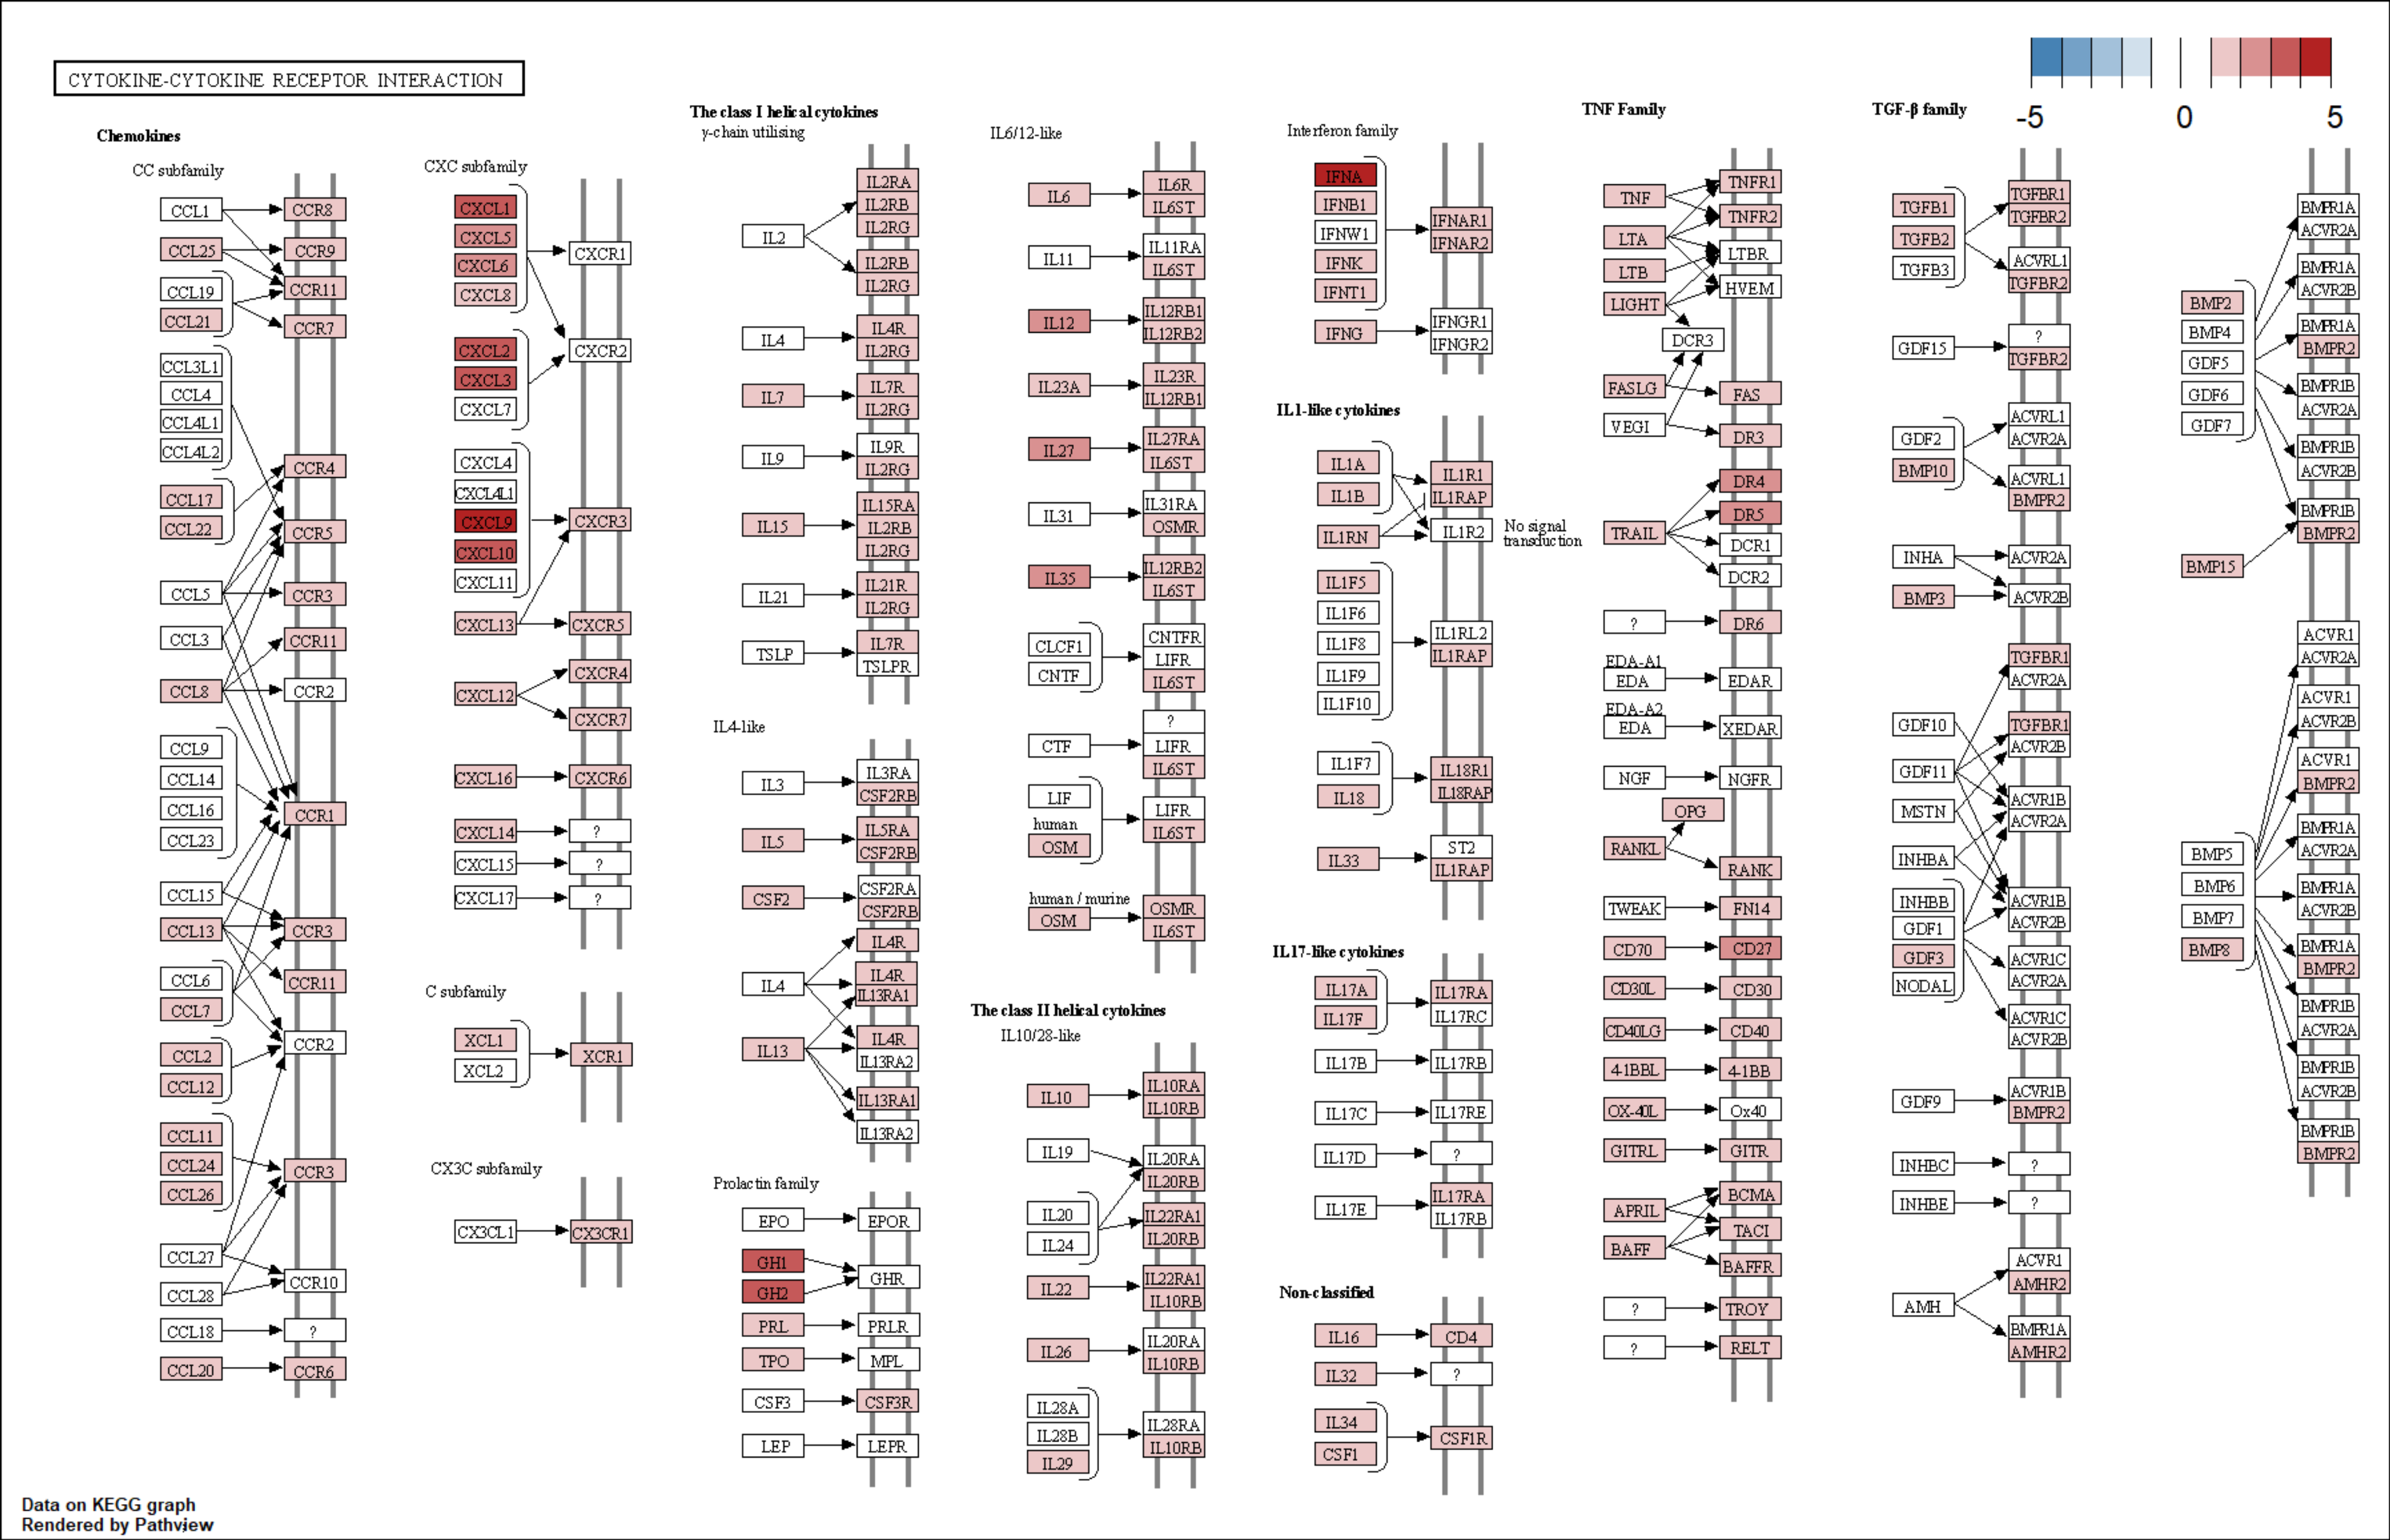 CYTOKINE-CYTOKINE RECEPTOR INTERACTION
-5
0
5
Chemokines
CC subfamily
CCL1
CCR8
CCL25
CCR9
CCL19
CCR11
CCL21
CCR7
CCL3L1
CCL4
CCL4L1
CCL4L2
CCR4
CCL17
CCL22
CCR5
CCL5
CCR3
CCL3
CCR11
CCL8
CCR2
CCL9
CCL14
CCL16
CCL23
CCR1
CCL15
CCL13
CCR3
CCL6
CCR11
CCL7
CCL2
CCR2
CCL12
CCL11
CCL24
CCR3
CCL26
CCL27
CCR10
CCL28
CCL18
?
CCL20
CCR6
CXC subfamily
CXCL1
CXCL5
CXCR1
CXCL6
CXCL8
CXCL2
CXCR2
CXCL3
CXCL7
CXCL4
CXCL4L1
CXCL9
CXCR3
CXCL10
CXCL11
CXCL13
CXCR5
CXCR4
CXCL12
CXCR7
CXCL16
CXCR6
CXCL14
?
CXCL15
?
CXCL17
?
C subfamily
XCL1
XCR1
XCL2
CX3C subfamily
CX3CL1
CX3CR1
The class I helical cytokines
γ-chain utilising
IL2RA
IL2RB
IL2RG
IL2
IL2RB
IL2RG
IL4
IL4R
IL2RG
IL7
IL7R
IL2RG
IL9
IL9R
IL2RG
IL15
IL15RA
IL2RB
IL2RG
IL21
IL21R
IL2RG
TSLP
IL7R
TSLPR
IL4-like
IL3
IL3RA
CSF2RB
IL5
IL5RA
CSF2RB
CSF2
CSF2RA
CSF2RB
IL4R
IL4
IL4R
IL13RA1
IL13
IL4R
IL13RA2
IL13RA1
IL13RA2
Prolactin family
EPO
EPOR
GH1
GHR
GH2
PRL
PRLR
TPO
MPL
CSF3
CSF3R
LEP
LEPR
IL6/12-like
IL6
IL6R
IL6ST
IL11
IL11RA
IL6ST
IL12
IL12RB1
IL12RB2
IL23A
IL23R
IL12RB1
IL27
IL27RA
IL6ST
IL31
IL31RA
OSMR
IL35
IL12RB2
IL6ST
CLCF1
CNTF
CNTFR
LIFR
IL6ST
CTF
?
LIFR
IL6ST
LIF
human
OSM
LIFR
IL6ST
human / murine
OSM
OSMR
IL6ST
The class II helical cytokines
IL10/28-like
IL10
IL10RA
IL10RB
IL19
IL20RA
IL20RB
IL20
IL24
IL22RA1
IL20RB
IL22
IL22RA1
IL10RB
IL26
IL20RA
IL10RB
IL28A
IL28B
IL29
IL28RA
IL10RB
Interferon family
IFNA
IFNB1
IFNW1
IFNK
IFNT1
IFNAR1
IFNAR2
IFNG
IFNGR1
IFNGR2
IL1-like cytokines
IL1A
IL1B
IL1R1
IL1RAP
IL1RN
IL1R2
No signal
transduction
IL1F5
IL1F6
IL1F8
IL1F9
IL1F10
IL1RL2
IL1RAP
IL1F7
IL18
IL18R1
IL18RAP
IL33
ST2
IL1RAP
IL17-like cytokines
IL17A
IL17F
IL17RA
IL17RC
IL17B
IL17RB
IL17C
IL17RE
IL17D
?
IL17E
IL17RA
IL17RB
Non-classified
IL16
CD4
IL32
?
IL34
CSF1
CSF1R
TNF Family
TNF
TNFR1
TNFR2
LTA
LTBR
LTB
HVEM
LIGHT
DCR3
FASLG
FAS
VEGI
DR3
DR4
DR5
TRAIL
DCR1
DCR2
?
DR6
EDA-A1
EDA
EDAR
EDA-A2
EDA
XEDAR
NGF
NGFR
OPG
RANKL
RANK
TWEAK
FN14
CD70
CD27
CD30L
CD30
CD40LG
CD40
4-1BBL
4-1BB
OX-40L
Ox40
GITRL
GITR
APRIL
BCMA
TACI
BAFF
BAFFR
?
TROY
?
RELT
TGF-β family
TGFB1
TGFB2
TGFB3
TGFBR1
TGFBR2
ACVRL1
TGFBR2
GDF15
?
TGFBR2
GDF2
BMP10
ACVRL1
ACVR2A
ACVRL1
BMPR2
INHA
ACVR2A
BMP3
ACVR2B
TGFBR1
ACVR2A
GDF10
TGFBR1
ACVR2B
GDF11
MSTN
ACVR1B
ACVR2A
INHBA
INHBB
GDF1
GDF3
NODAL
ACVR1B
ACVR2B
ACVR1C
ACVR2A
ACVR1C
ACVR2B
GDF9
ACVR1B
BMPR2
INHBC
?
INHBE
?
AMH
ACVR1
AMHR2
BMPR1A
AMHR2
BMP2
BMP4
GDF5
GDF6
GDF7
BMP15
BMPR1A
ACVR2A
BMPR1A
ACVR2B
BMPR1A
BMPR2
BMPR1B
ACVR2A
BMPR1B
ACVR2B
BMPR1B
BMPR2
BMP5
BMP6
BMP7
BMP8
ACVR1
ACVR2A
ACVR1
ACVR2B
ACVR1
BMPR2
BMPR1A
ACVR2A
BMPR1A
ACVR2B
BMPR1A
BMPR2
BMPR1B
ACVR2A
BMPR1B
ACVR2B
BMPR1B
BMPR2
Data on KEGG graph
Rendered by Pathview